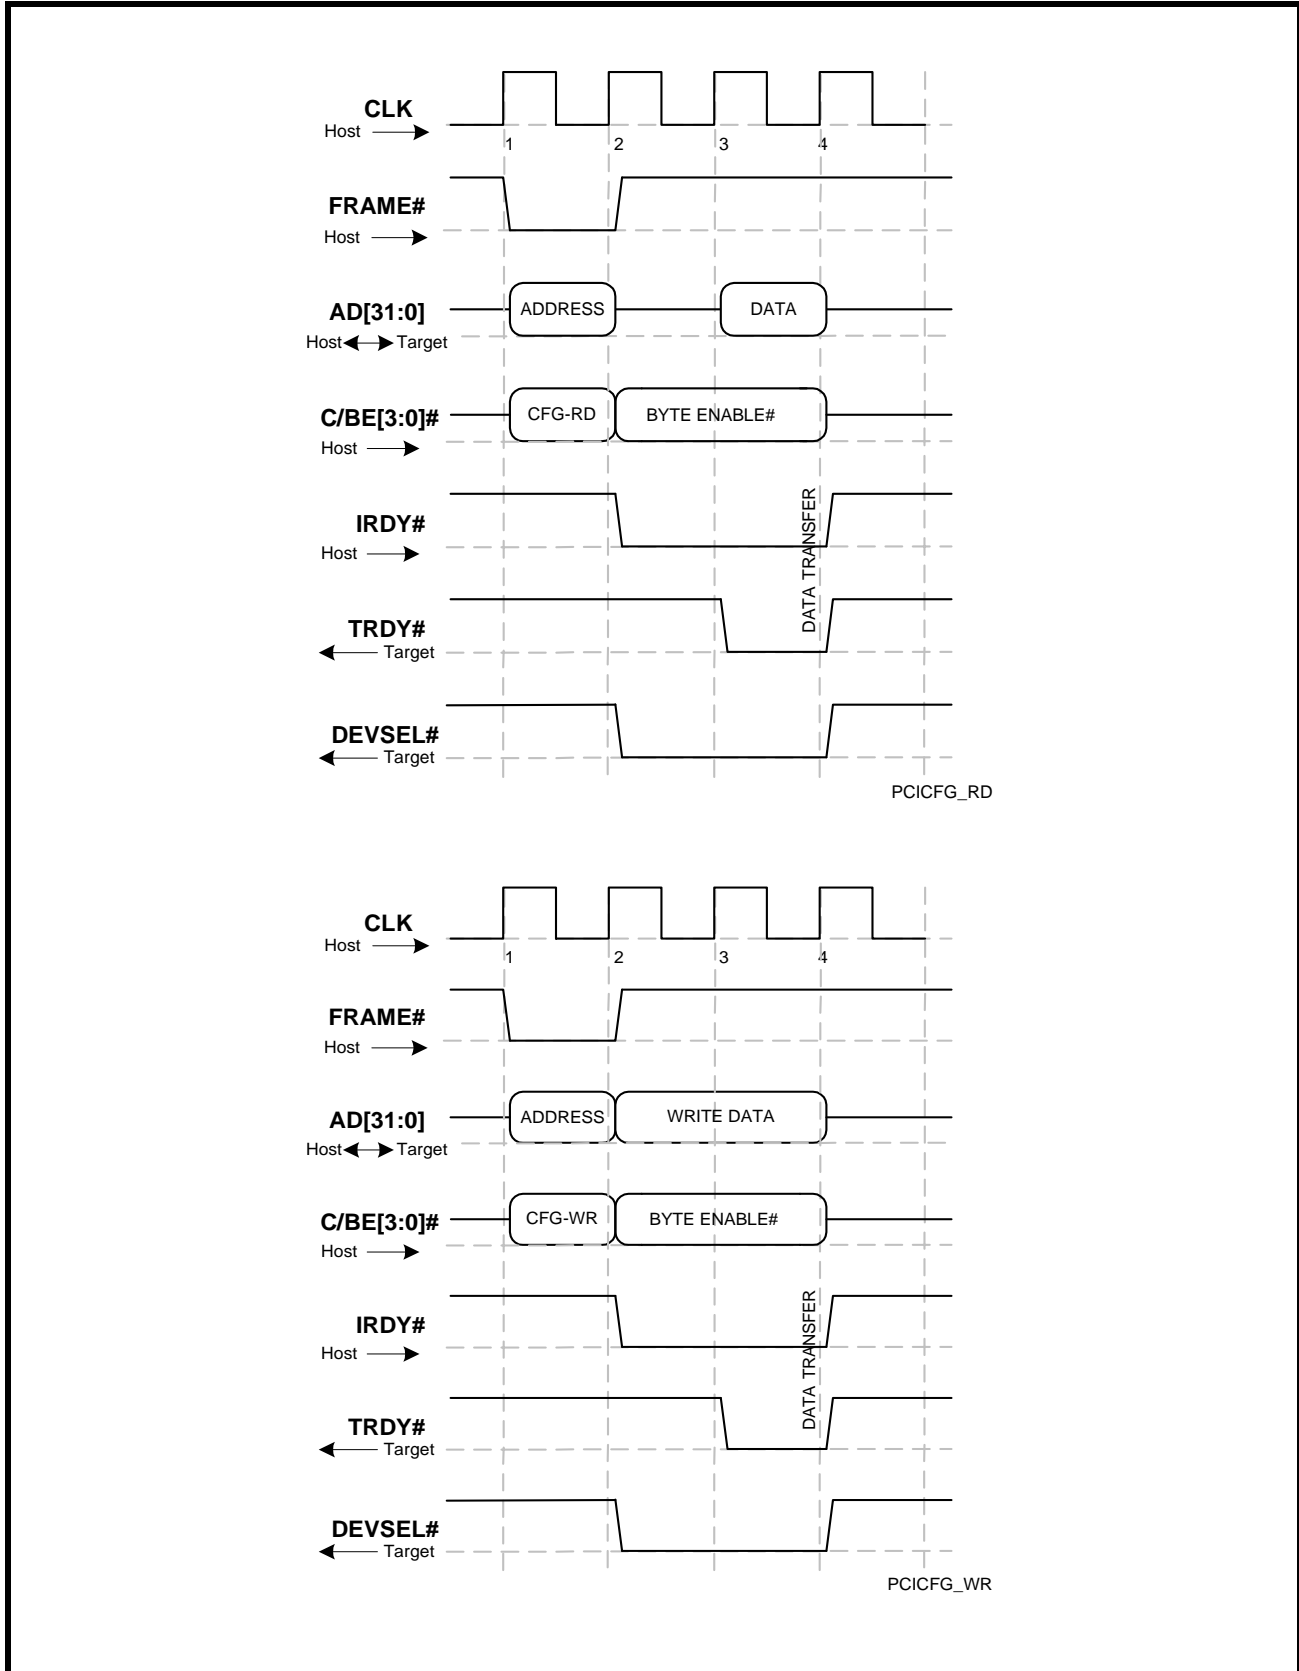 CLK
Host
1 2 3 4
FRAME#
Host
AD[31:0] ADDRESS DATA
Host Target
C/BE[3:0]# CFG-RD BYTE ENABLE#
Host
IRDY#
Host
DATA TRANSFER
TRDY#
Target
DEVSEL#
Target
PCICFG_RD
CLK
Host
1 2 3 4
FRAME#
Host
AD[31:0] ADDRESS WRITE DATA
Host Target
C/BE[3:0]# CFG-WR BYTE ENABLE#
Host
IRDY#
Host
DATA TRANSFER
TRDY#
Target
DEVSEL#
Target
PCICFG_WR